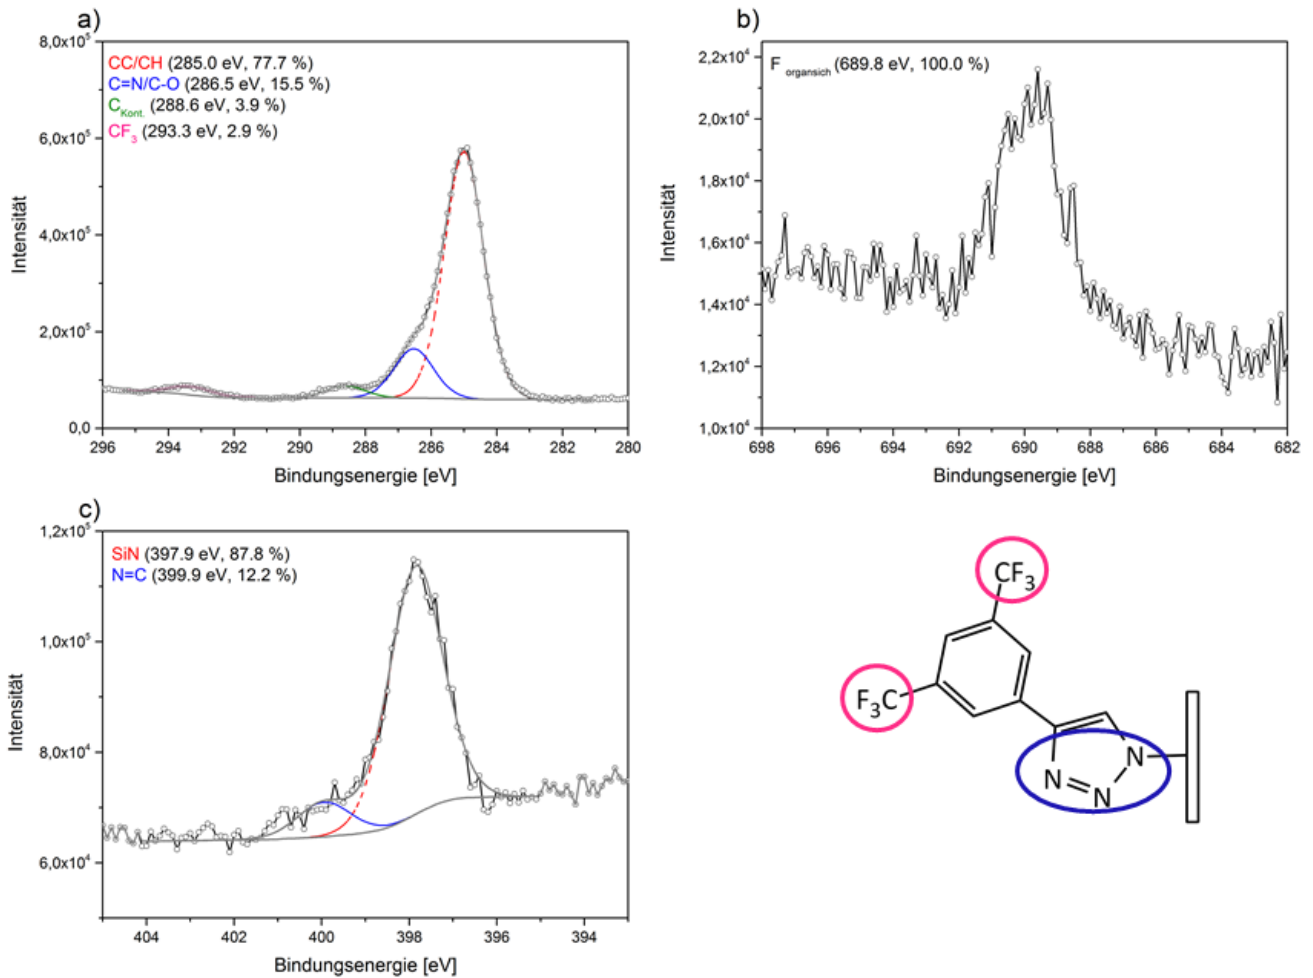 a)
8,0x10⁵
6,0x10⁵
4,0x10⁵
2,0x10⁵
0,0
Intensität
CC/CH (285.0 eV, 77.7 %)
C=N/C-O (286.5 eV, 15.5 %)
C_Kont. (288.6 eV, 3.9 %)
CF₃ (293.3 eV, 2.9 %)
296 294 292 290 288 286 284 282 280
Bindungsenergie [eV]
b)
2,2x10⁴
2,0x10⁴
1,8x10⁴
1,6x10⁴
1,4x10⁴
1,2x10⁴
1,0x10⁴
Intensität
F organsich (689.8 eV, 100.0 %)
698 696 694 692 690 688 686 684 682
Bindungsenergie [eV]
c)
1,2x10⁵
1,0x10⁵
8,0x10⁴
6,0x10⁴
Intensität
SiN (397.9 eV, 87.8 %)
N=C (399.9 eV, 12.2 %)
404 402 400 398 396 394
Bindungsenergie [eV]
CF₃
F₃C
N
N
N